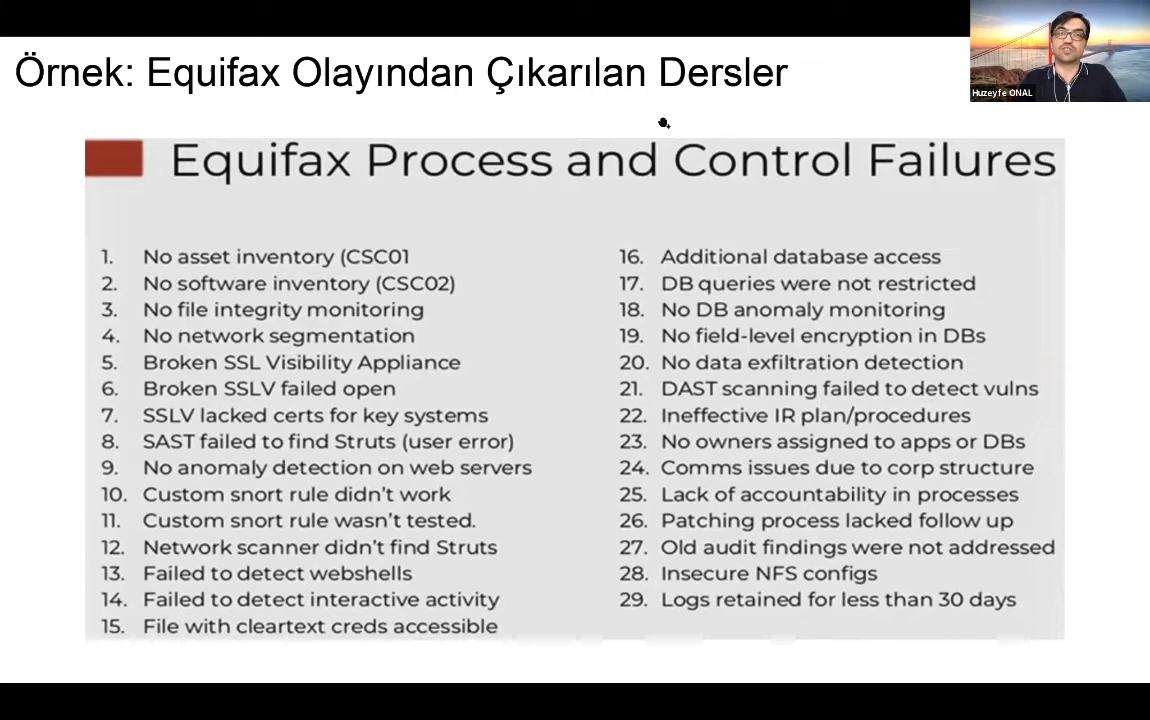 Örnek: Equifax Olayından Çıkarılan Dersler
Huzeyfe ONAL
Equifax Process and Control Failures
1. No asset inventory (CSC01
2. No software inventory (CSC02)
3. No file integrity monitoring
4. No network segmentation
5. Broken SSL Visibility Appliance
6. Broken SSLV failed open
7. SSLV lacked certs for key systems
8. SAST failed to find Struts (user error)
9. No anomaly detection on web servers
10. Custom snort rule didn't work
11. Custom snort rule wasn't tested.
12. Network scanner didn't find Struts
13. Failed to detect webshells
14. Failed to detect interactive activity
15. File with cleartext creds accessible
16. Additional database access
17. DB queries were not restricted
18. No DB anomaly monitoring
19. No field-level encryption in DBs
20. No data exfiltration detection
21. DAST scanning failed to detect vulns
22. Ineffective IR plan/procedures
23. No owners assigned to apps or DBs
24. Comms issues due to corp structure
25. Lack of accountability in processes
26. Patching process lacked follow up
27. Old audit findings were not addressed
28. Insecure NFS configs
29. Logs retained for less than 30 days